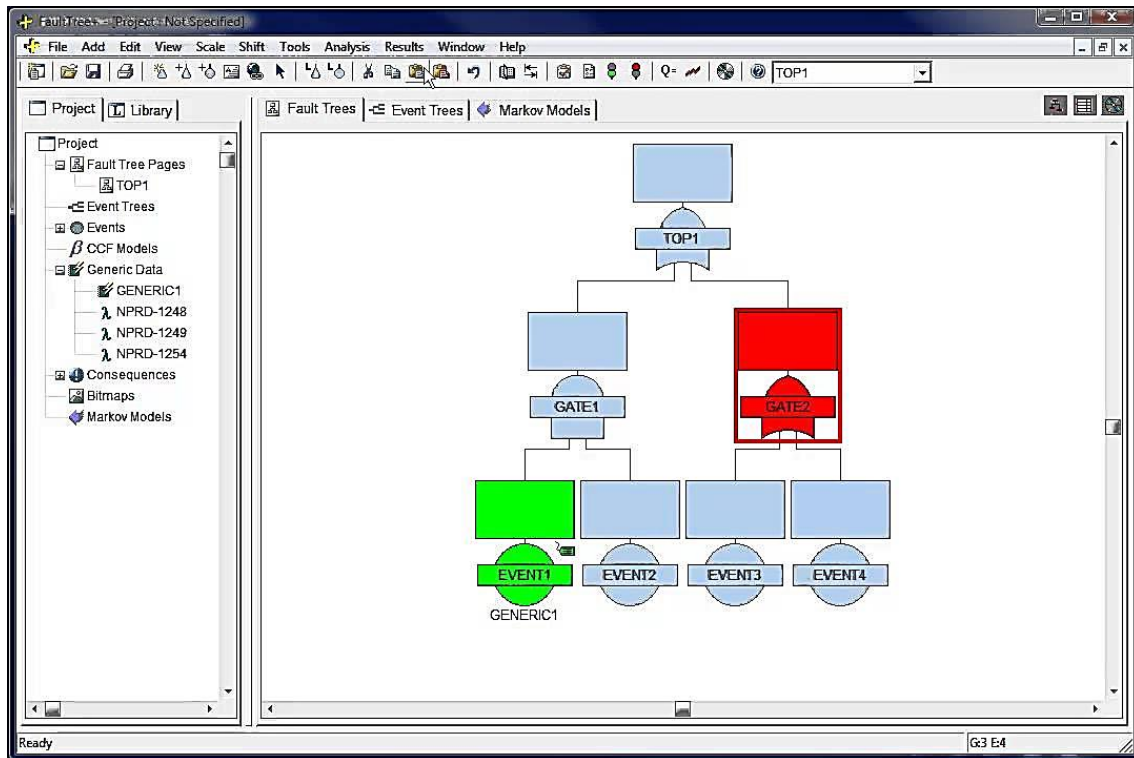 FaultTree+ - [Project - Not Specified]
File Add Edit View Scale Shift Tools Analysis Results Window Help
Q= TOP1
Project L Library Fault Trees Event Trees Markov Models
Project
Fault Tree Pages
TOP1
Event Trees
Events
β CCF Models
Generic Data
GENERIC1
λ NPRD-1248
λ NPRD-1249
λ NPRD-1254
Consequences
Bitmaps
Markov Models
TOP1
GATE1 GATE2
EVENT1 EVENT2 EVENT3 EVENT4
GENERIC1
Ready G:3 E:4